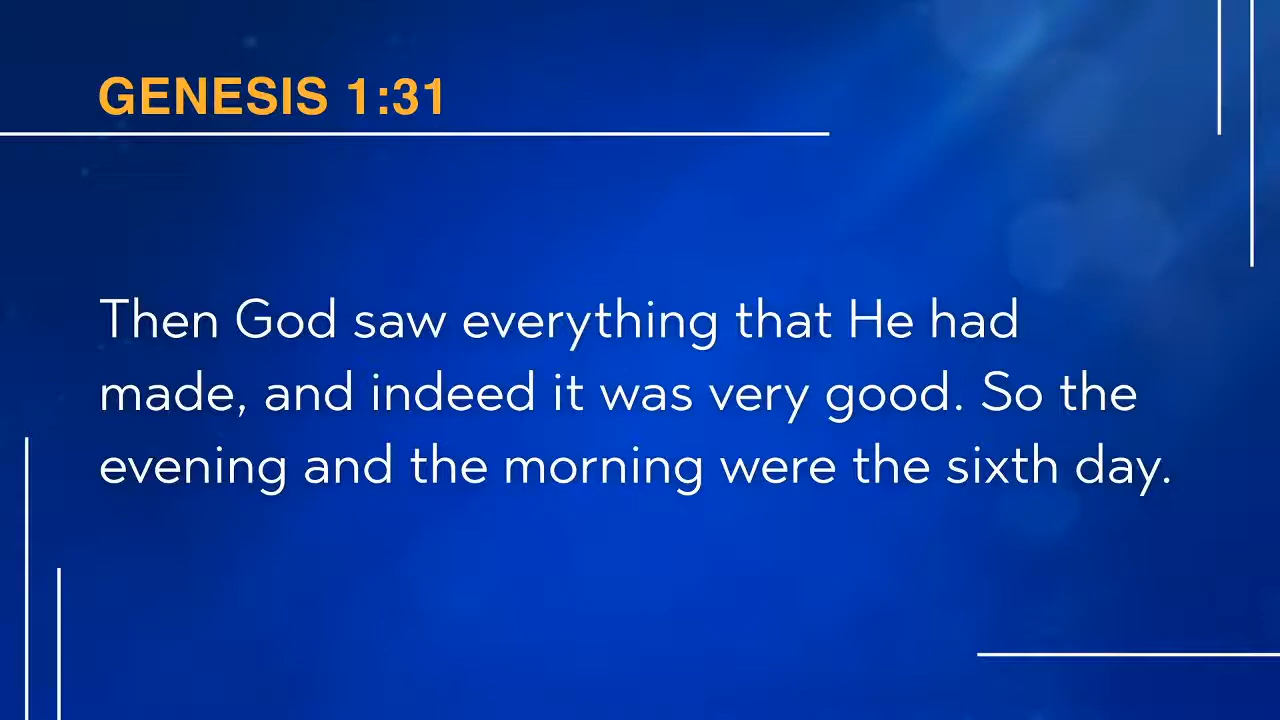 GENESIS 1:31
Then God saw everything that He had
made, and indeed it was very good. So the
evening and the morning were the sixth day.